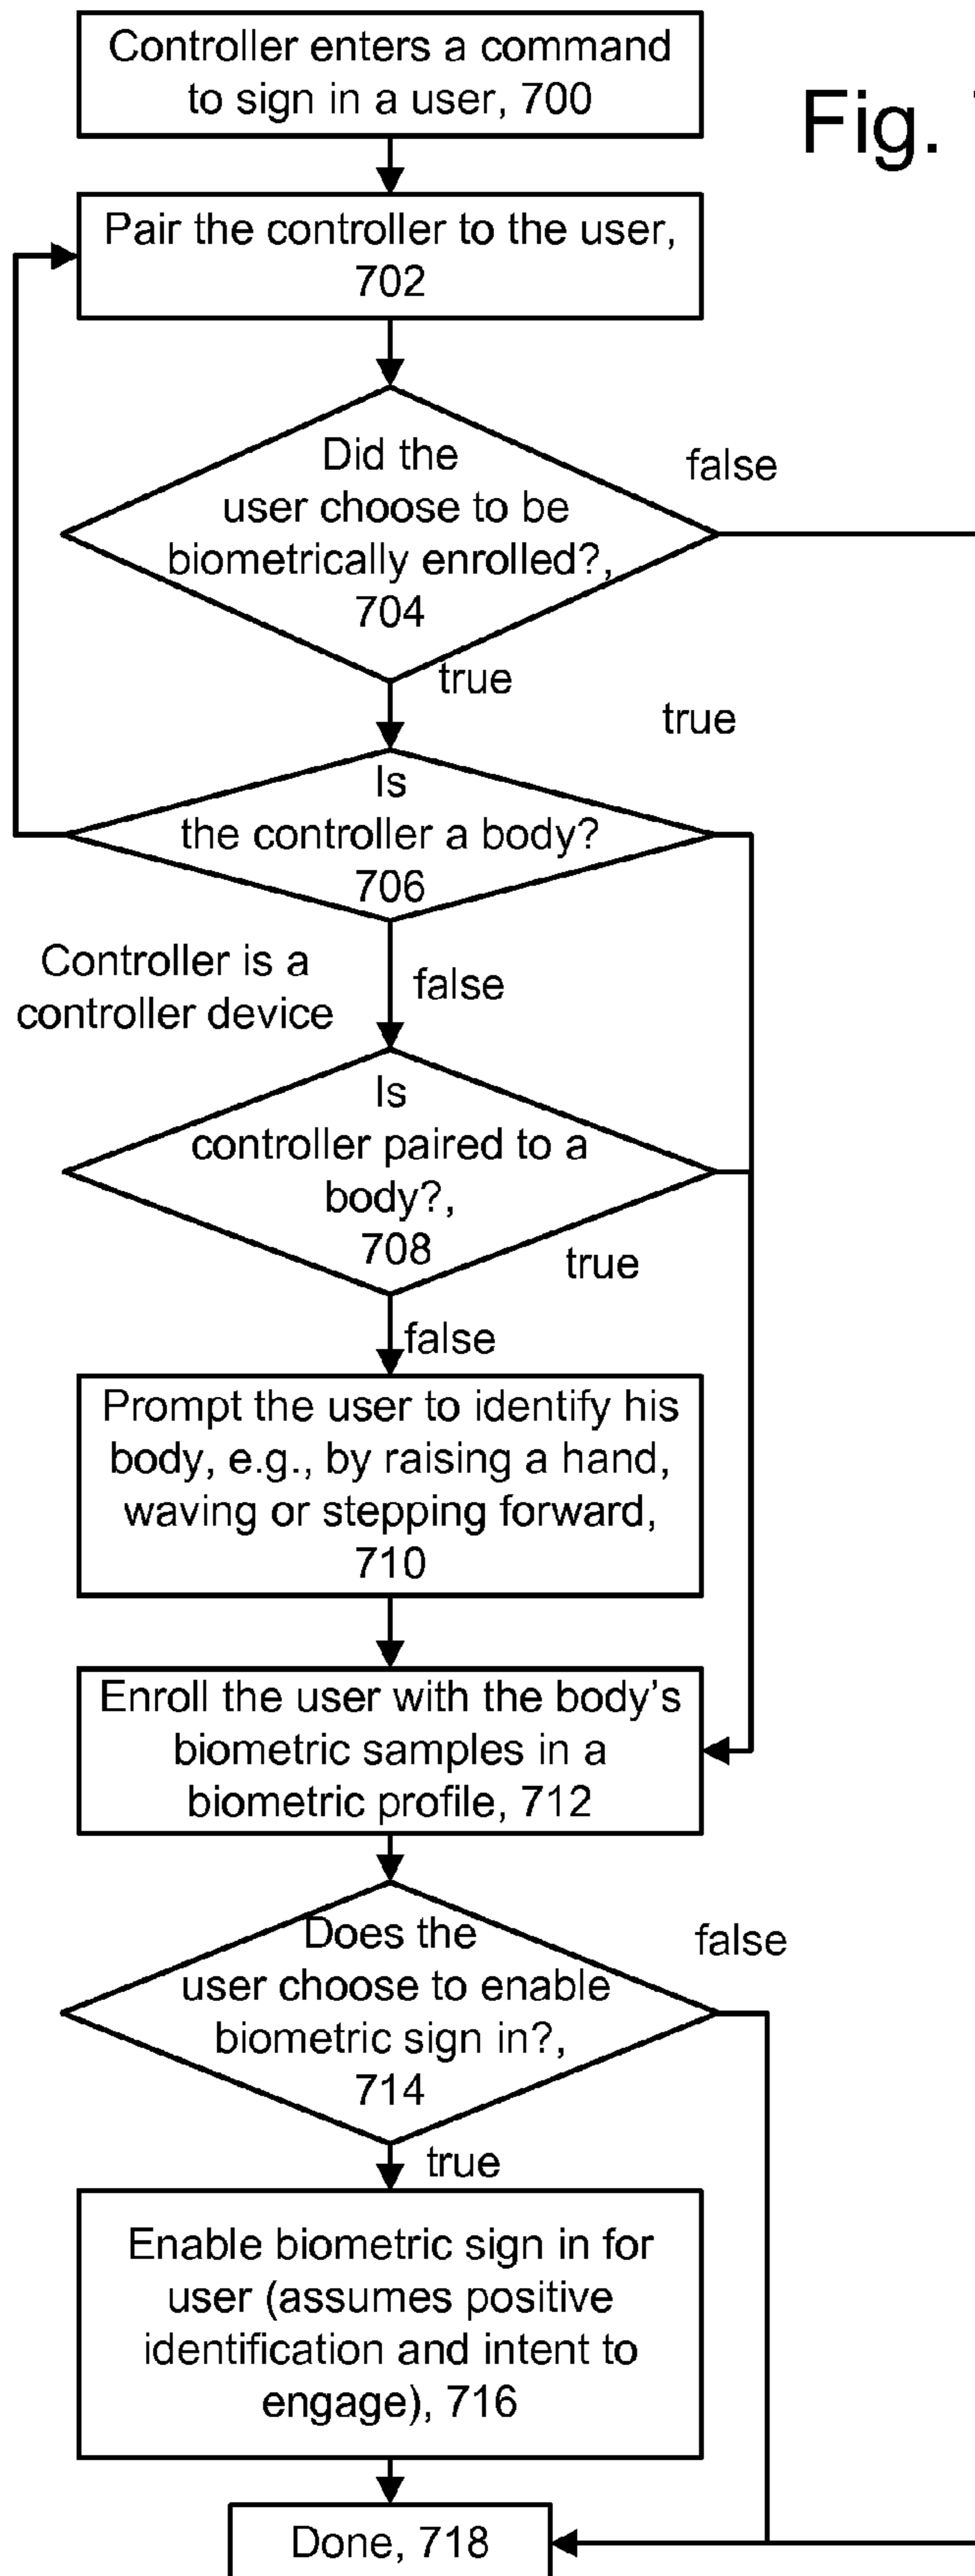 Controller enters a command
to sign in a user, 700
Fig.
Pair the controller to the user,
702
Did the
user choose to be
biometrically enrolled?,
704
false
true
true
Is
the controller a body?
706
Controller is a
controller device
false
Is
controller paired to a
body?,
708
true
false
Prompt the user to identify his
body, e.g., by raising a hand,
waving or stepping forward,
710
Enroll the user with the body's
biometric samples in a
biometric profile, 712
Does the
user choose to enable
biometric sign in?,
714
false
true
Enable biometric sign in for
user (assumes positive
identification and intent to
engage), 716
Done, 718